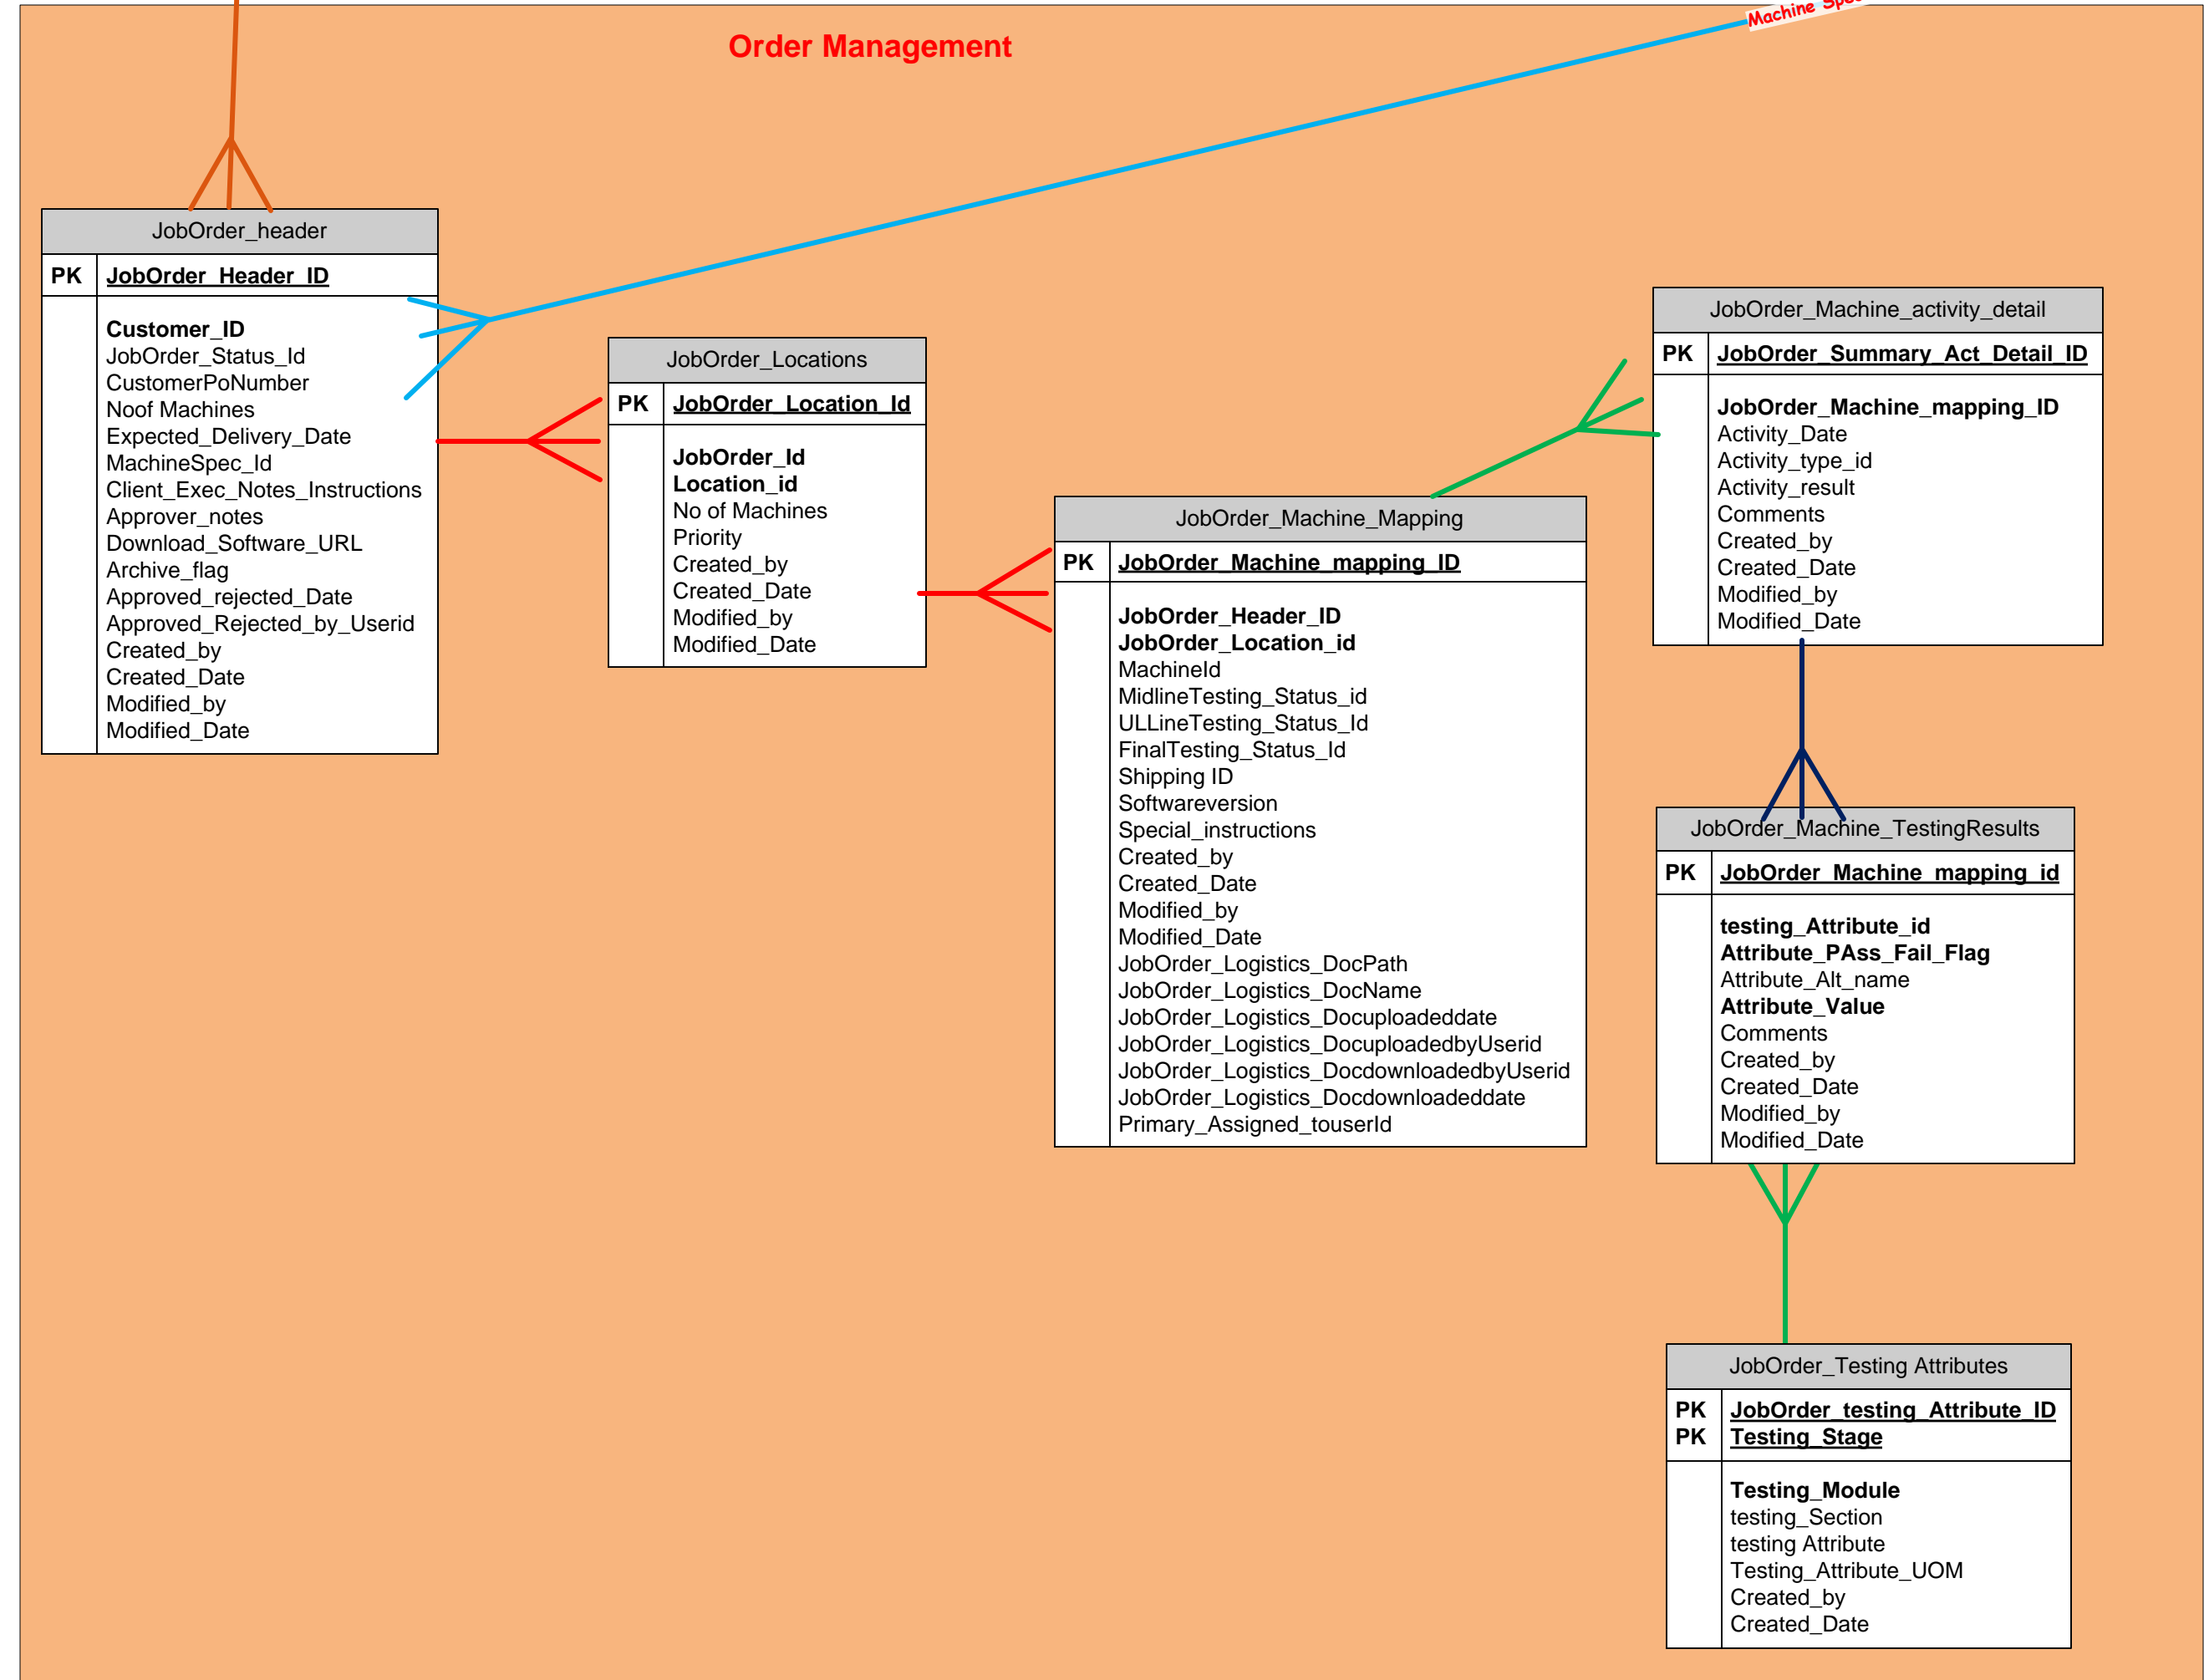 Machine
Order Management
JobOrder_header
PK JobOrder_Header_ID
Customer_ID
JobOrder_Status_Id
CustomerPoNumber
Noof Machines
Expected_Delivery_Date
MachineSpec_Id
Client_Exec_Notes_Instructions
Approver_notes
Download_Software_URL
Archive_flag
Approved_rejected_Date
Approved_Rejected_by_Userid
Created_by
Created_Date
Modified_by
Modified_Date
JobOrder_Locations
PK JobOrder_Location_Id
JobOrder_Id
Location_id
No of Machines
Priority
Created_by
Created_Date
Modified_by
Modified_Date
JobOrder_Machine_Mapping
PK JobOrder_Machine_mapping_ID
JobOrder_Header_ID
JobOrder_Location_id
MachineId
MidlineTesting_Status_id
ULLineTesting_Status_Id
FinalTesting_Status_Id
Shipping ID
Softwareversion
Special_instructions
Created_by
Created_Date
Modified_by
Modified_Date
JobOrder_Logistics_DocPath
JobOrder_Logistics_DocName
JobOrder_Logistics_Docuploadeddate
JobOrder_Logistics_DocuploadedbyUserid
JobOrder_Logistics_DocdownloadedbyUserid
JobOrder_Logistics_Docdownloadeddate
Primary_Assigned_touserId
JobOrder_Machine_activity_detail
PK JobOrder_Summary_Act_Detail_ID
JobOrder_Machine_mapping_ID
Activity_Date
Activity_type_id
Activity_result
Comments
Created_by
Created_Date
Modified_by
Modified_Date
JobOrder_Machine_TestingResults
PK JobOrder_Machine_mapping_id
testing_Attribute_id
Attribute_PAss_Fail_Flag
Attribute_Alt_name
Attribute_Value
Comments
Created_by
Created_Date
Modified_by
Modified_Date
JobOrder_Testing Attributes
PK JobOrder_testing_Attribute_ID
PK Testing_Stage
Testing_Module
testing_Section
testing Attribute
Testing_Attribute_UOM
Created_by
Created_Date